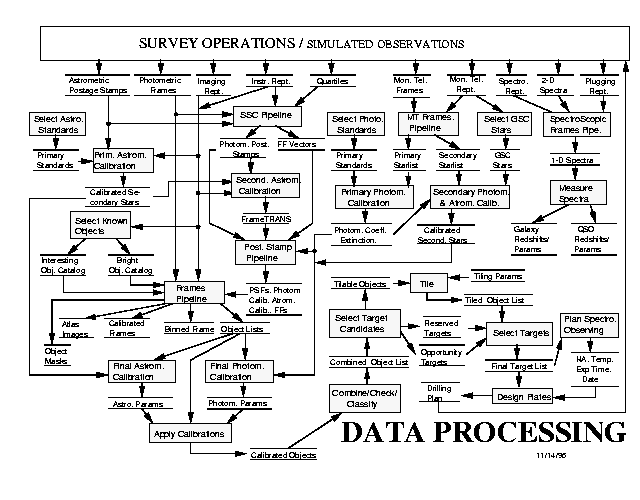 SURVEY OPERATIONS / SIMULATED OBSERVATIONS
Astrometric
Postage Stamps
Photometric
Frames
Imaging
Rept.
Instr. Rept.
Quartiles
Mon. Tel.
Frames
Mon. Tel.
Rept.
Spectro.
Rept.
2-D
Spectra
Plugging
Rept.
Select Astro.
Standards
SSC Pipeline
Select Photo.
Standards
MT Frames.
Pipeline
Select GSC
Stars
SpectroScopic
Frames Pipe.
Primary
Standards
Prim. Astrom.
Calibration
Photom. Post.
Stamps
FF Vectors
Primary
Standards
Primary
Starlist
Secondary
Starlist
GSC
Stars
1-D Spectra
Calibrated Se-
condary Stars
Second. Astrom.
Calibration
Primary Photom.
Calibration
Secondary Photom.
& Atrom. Calib.
Measure
Spectra
Select Known
Objects
FrameTRANS
Photom. Coeff.
Extinction.
Calibrated
Second. Stars
Galaxy
Redshifts/
Params
QSO
Redshifts/
Params
Interesting
Obj. Catalog
Bright
Obj. Catalog
Post. Stamp
Pipeline
Frames
Pipeline
PSFs. Photom
Calib. Atrom.
Calib.. FFs
Tilable Objects
Tile
Tiling Params
Tiled Object List
Atlas
Images
Calibrated
Frames
Binned Frame
Object Lists
Select Target
Candidates
Reserved
Targets
Select Targets
Plan Spectro.
Observing
Object
Masks
Final Astrom.
Calibration
Final Photom.
Calibration
Combined Object List
Opportunity
Targets
Final Target List
HA. Temp.
Exp Time.
Date
Astro. Params
Photom. Params
Combine/Check/
Classify
Drilling
Plan
Design Plates
Apply Calibrations
Calibrated Objects
DATA PROCESSING
11/14/96